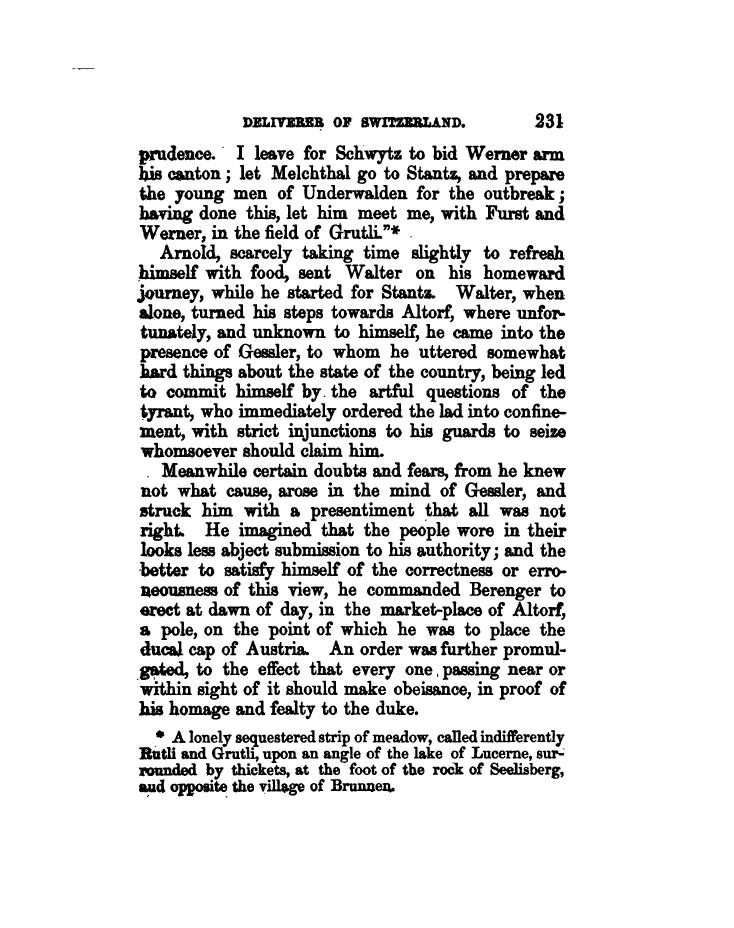 DELIVERER OF SWITZERLAND. 231
prudence. I leave for Schwytz to bid Werner arm
his canton; let Melchthal go to Stantz, and prepare
the young men of Underwalden for the outbreak;
having done this, let him meet me, with Furst and
Werner, in the field of Grutli."*
Arnold, scarcely taking time slightly to refresh
himself with food, sent Walter on his homeward
journey, while he started for Stantz. Walter, when
alone, turned his steps towards Altorf, where unfor-
tunately, and unknown to himself, he came into the
presence of Gessler, to whom he uttered somewhat
hard things about the state of the country, being led
to commit himself by the artful questions of the
tyrant, who immediately ordered the lad into confine-
ment, with strict injunctions to his guards to seize
whomsoever should claim him.
Meanwhile certain doubts and fears, from he knew
not what cause, arose in the mind of Gessler, and
struck him with a presentiment that all was not
right. He imagined that the people wore in their
looks less abject submission to his authority; and the
better to satisfy himself of the correctness or erro-
neousness of this view, he commanded Berenger to
erect at dawn of day, in the market-place of Altorf,
a pole, on the point of which he was to place the
ducal cap of Austria. An order was further promul-
gated, to the effect that every one passing near or
within sight of it should make obeisance, in proof of
his homage and fealty to the duke.
* A lonely sequestered strip of meadow, called indifferently
Rutli and Grutli, upon an angle of the lake of Lucerne, sur-
rounded by thickets, at the foot of the rock of Seelisberg,
and opposite the village of Brunnen.